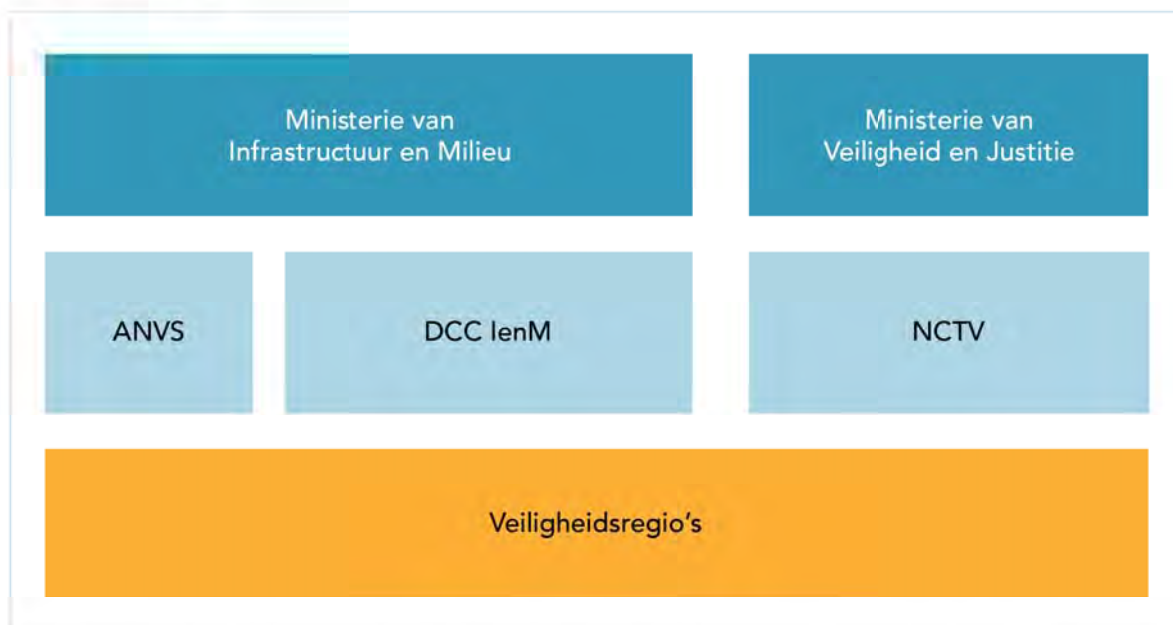 Ministerie van
Infrastructuur en Milieu
Ministerie van
Veiligheid en Justitie
ANVS
DCC IenM
NCTV
Veiligheidsregio's